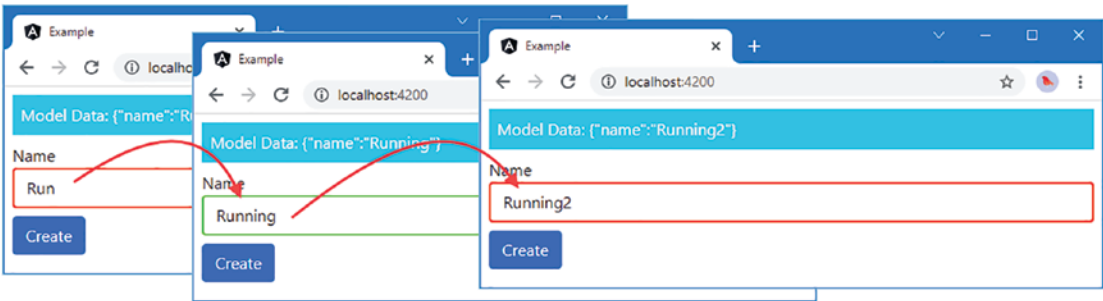 Example
localho
Model Data: {"name":"Ru
Name
Run
Create
Example
localhost:4200
Model Data: {"name":"Running"}
Name
Running
Create
Example
localhost:4200
Model Data: {"name":"Running2"}
Name
Running2
Create